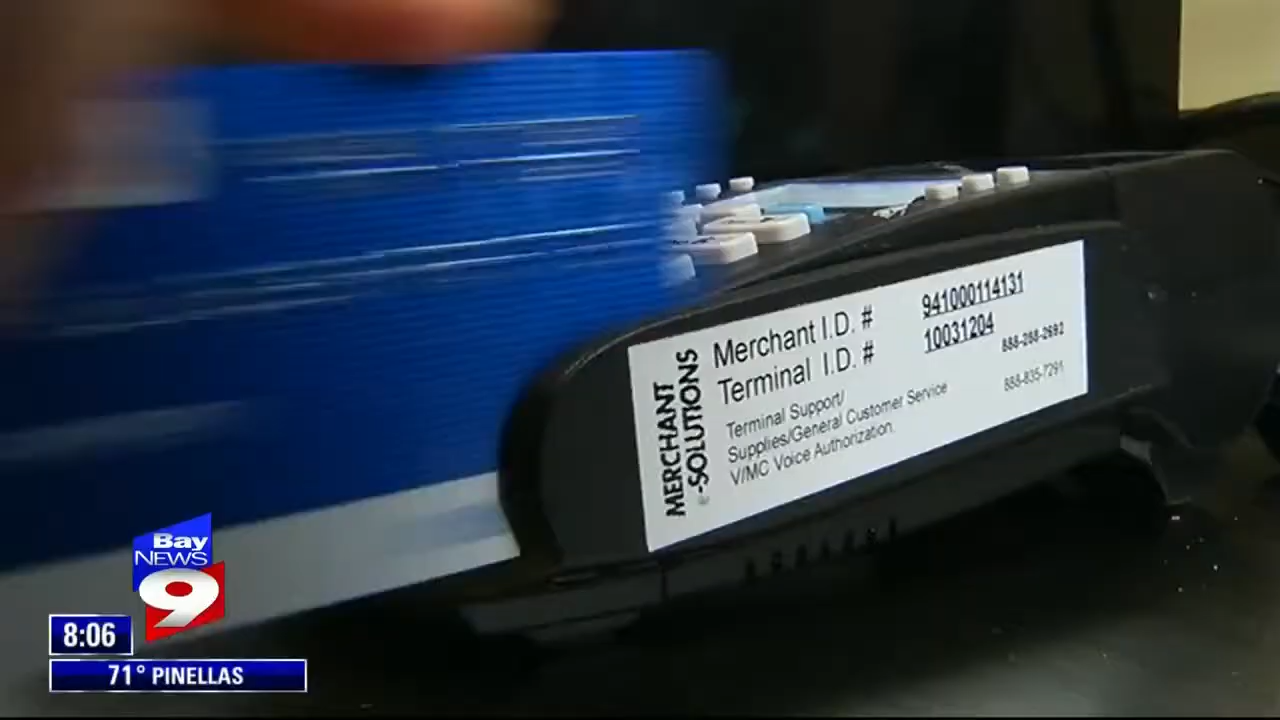 MERCHANT
e-SOLUTIONS
Merchant I.D. # 941000114131
Terminal I.D. # 10031204
Terminal Support/ 888-288-2692
Supplies/General Customer Service
V/MC Voice Authorization. 888-835-7291
Bay
NEWS
9
8:06
71° PINELLAS